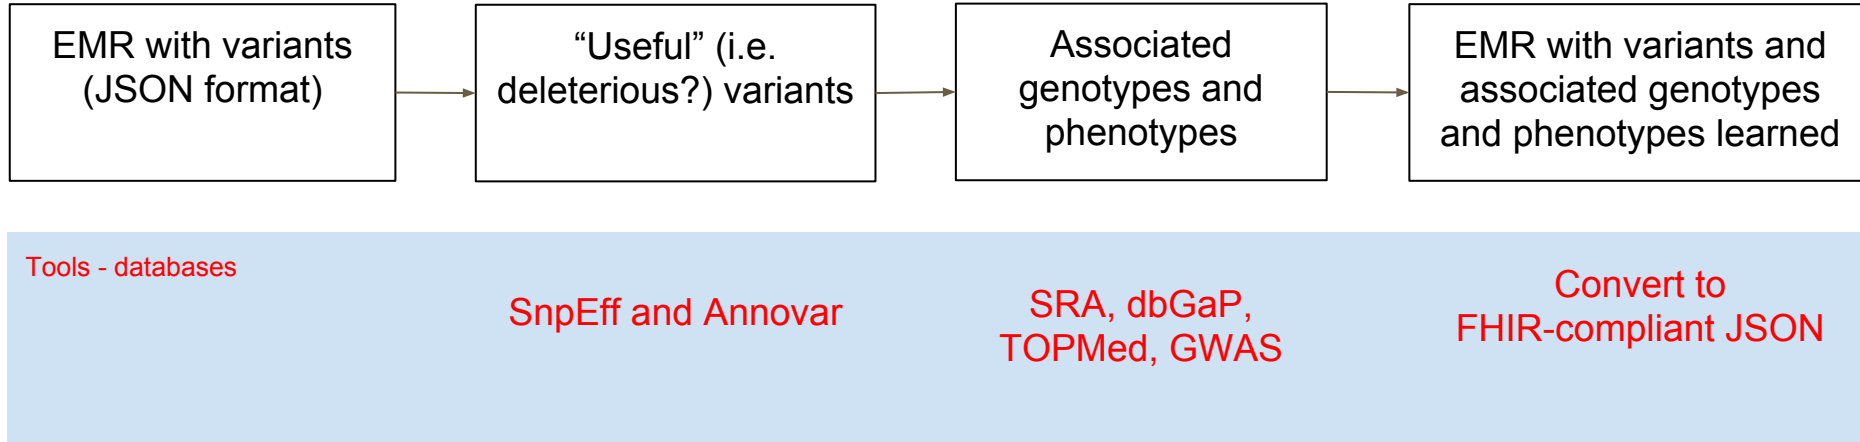 EMR with variants
(JSON format)
“Useful” (i.e.
deleterious?) variants
Associated
genotypes and
phenotypes
EMR with variants and
associated genotypes
and phenotypes learned
Tools - databases
SnpEff and Annovar
SRA, dbGaP,
TOPMed, GWAS
Convert to
FHIR-compliant JSON